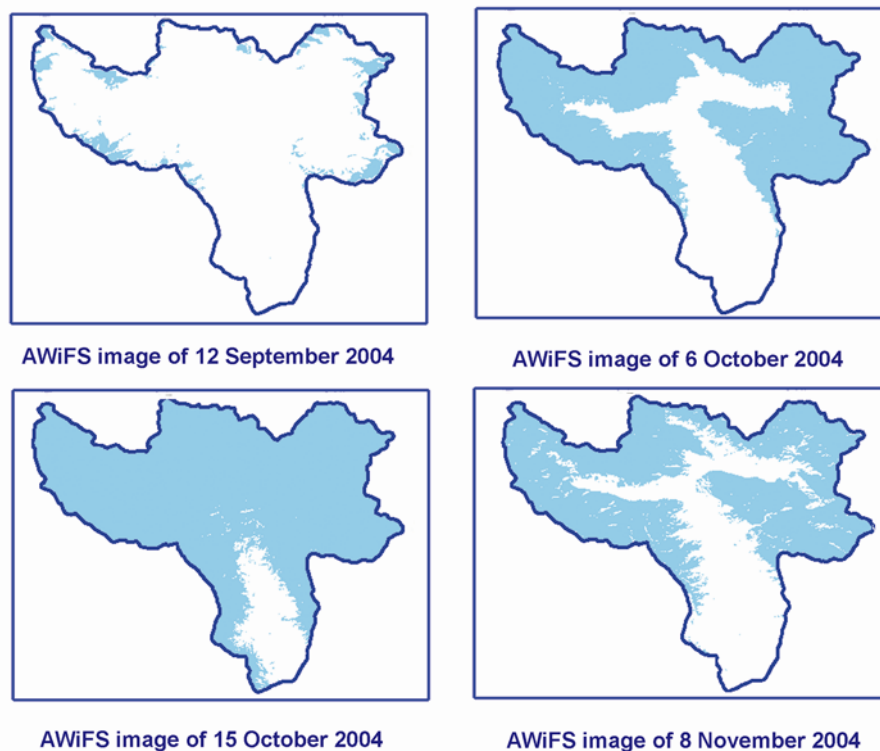 AWiFS image of 12 September 2004
AWiFS image of 6 October 2004
AWiFS image of 15 October 2004
AWiFS image of 8 November 2004